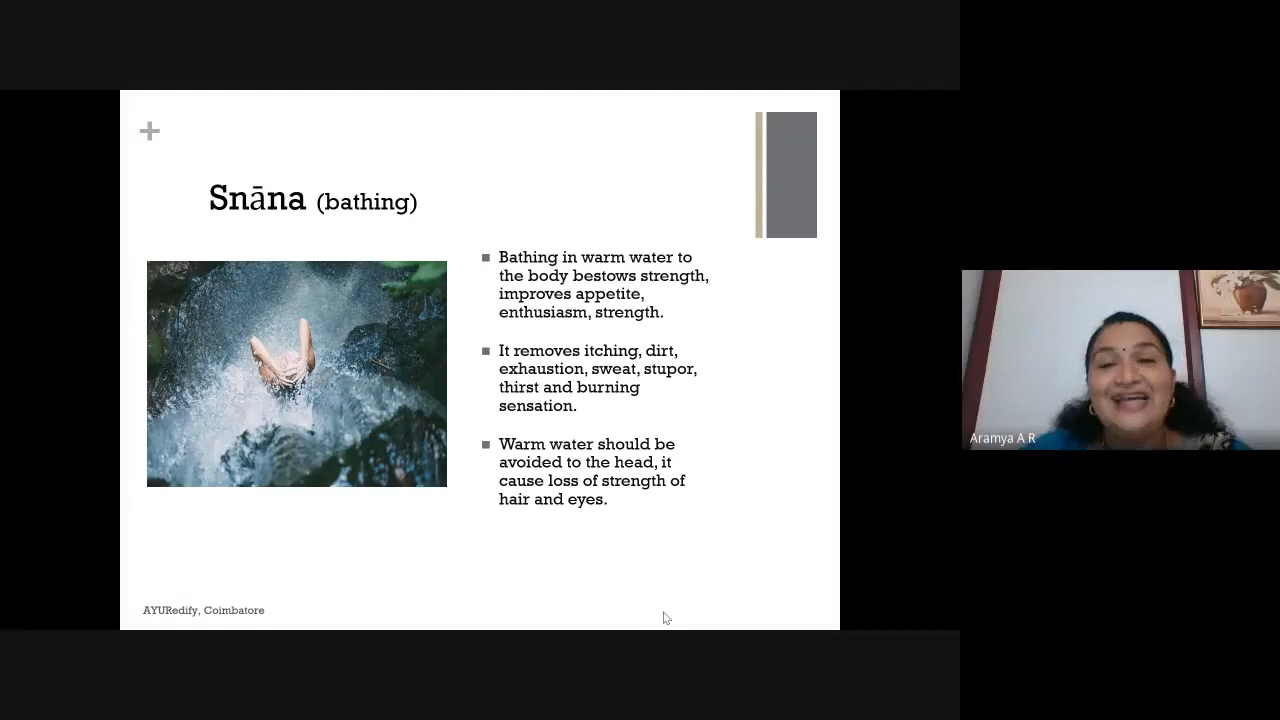 +
Snāna (bathing)
Bathing in warm water to
the body bestows strength,
improves appetite,
enthusiasm, strength.
It removes itching, dirt,
exhaustion, sweat, stupor,
thirst and burning
sensation.
Warm water should be
avoided to the head, it
cause loss of strength of
hair and eyes.
AYURedify, Coimbatore
Aramya A R